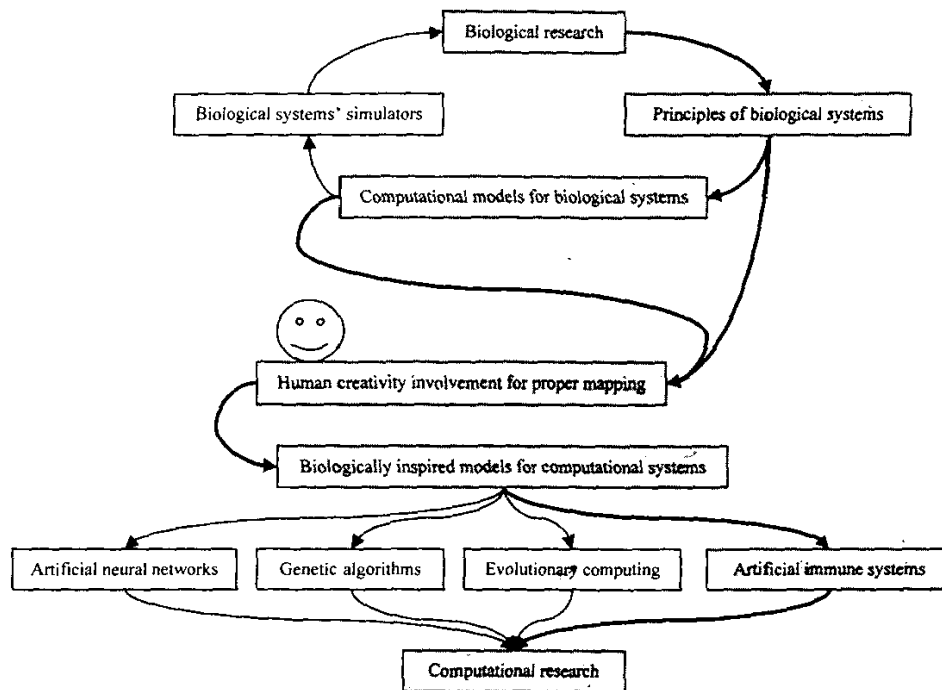 Biological research
Biological systems' simulators
Principles of biological systems
Computational models for biological systems
Human creativity involvement for proper mapping
Biologically inspired models for computational systems
Artificial neural networks
Genetic algorithms
Evolutionary computing
Artificial immune systems
Computational research